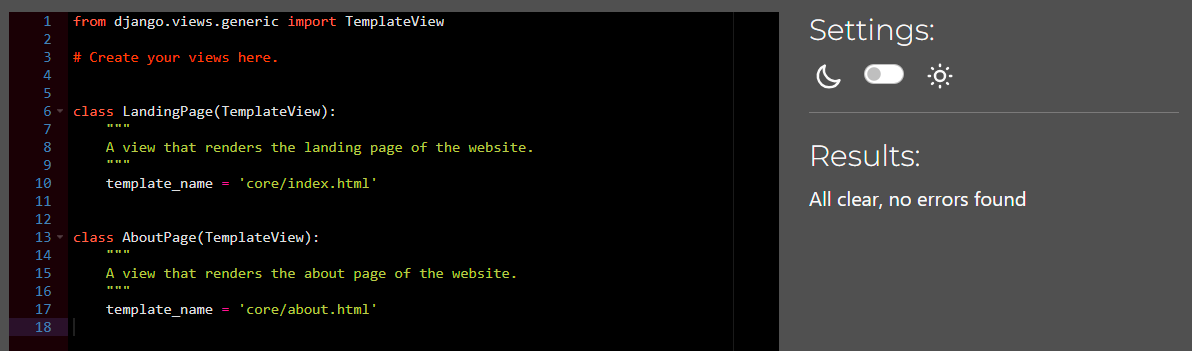 1 from django.views.generic import TemplateView
2
3 # Create your views here.
4
5
6 class LandingPage(TemplateView):
7     """
8     A view that renders the landing page of the website.
9     """
10     template_name = 'core/index.html'
11
12
13 class AboutPage(TemplateView):
14     """
15     A view that renders the about page of the website.
16     """
17     template_name = 'core/about.html'
18
Settings:
Results:
All clear, no errors found